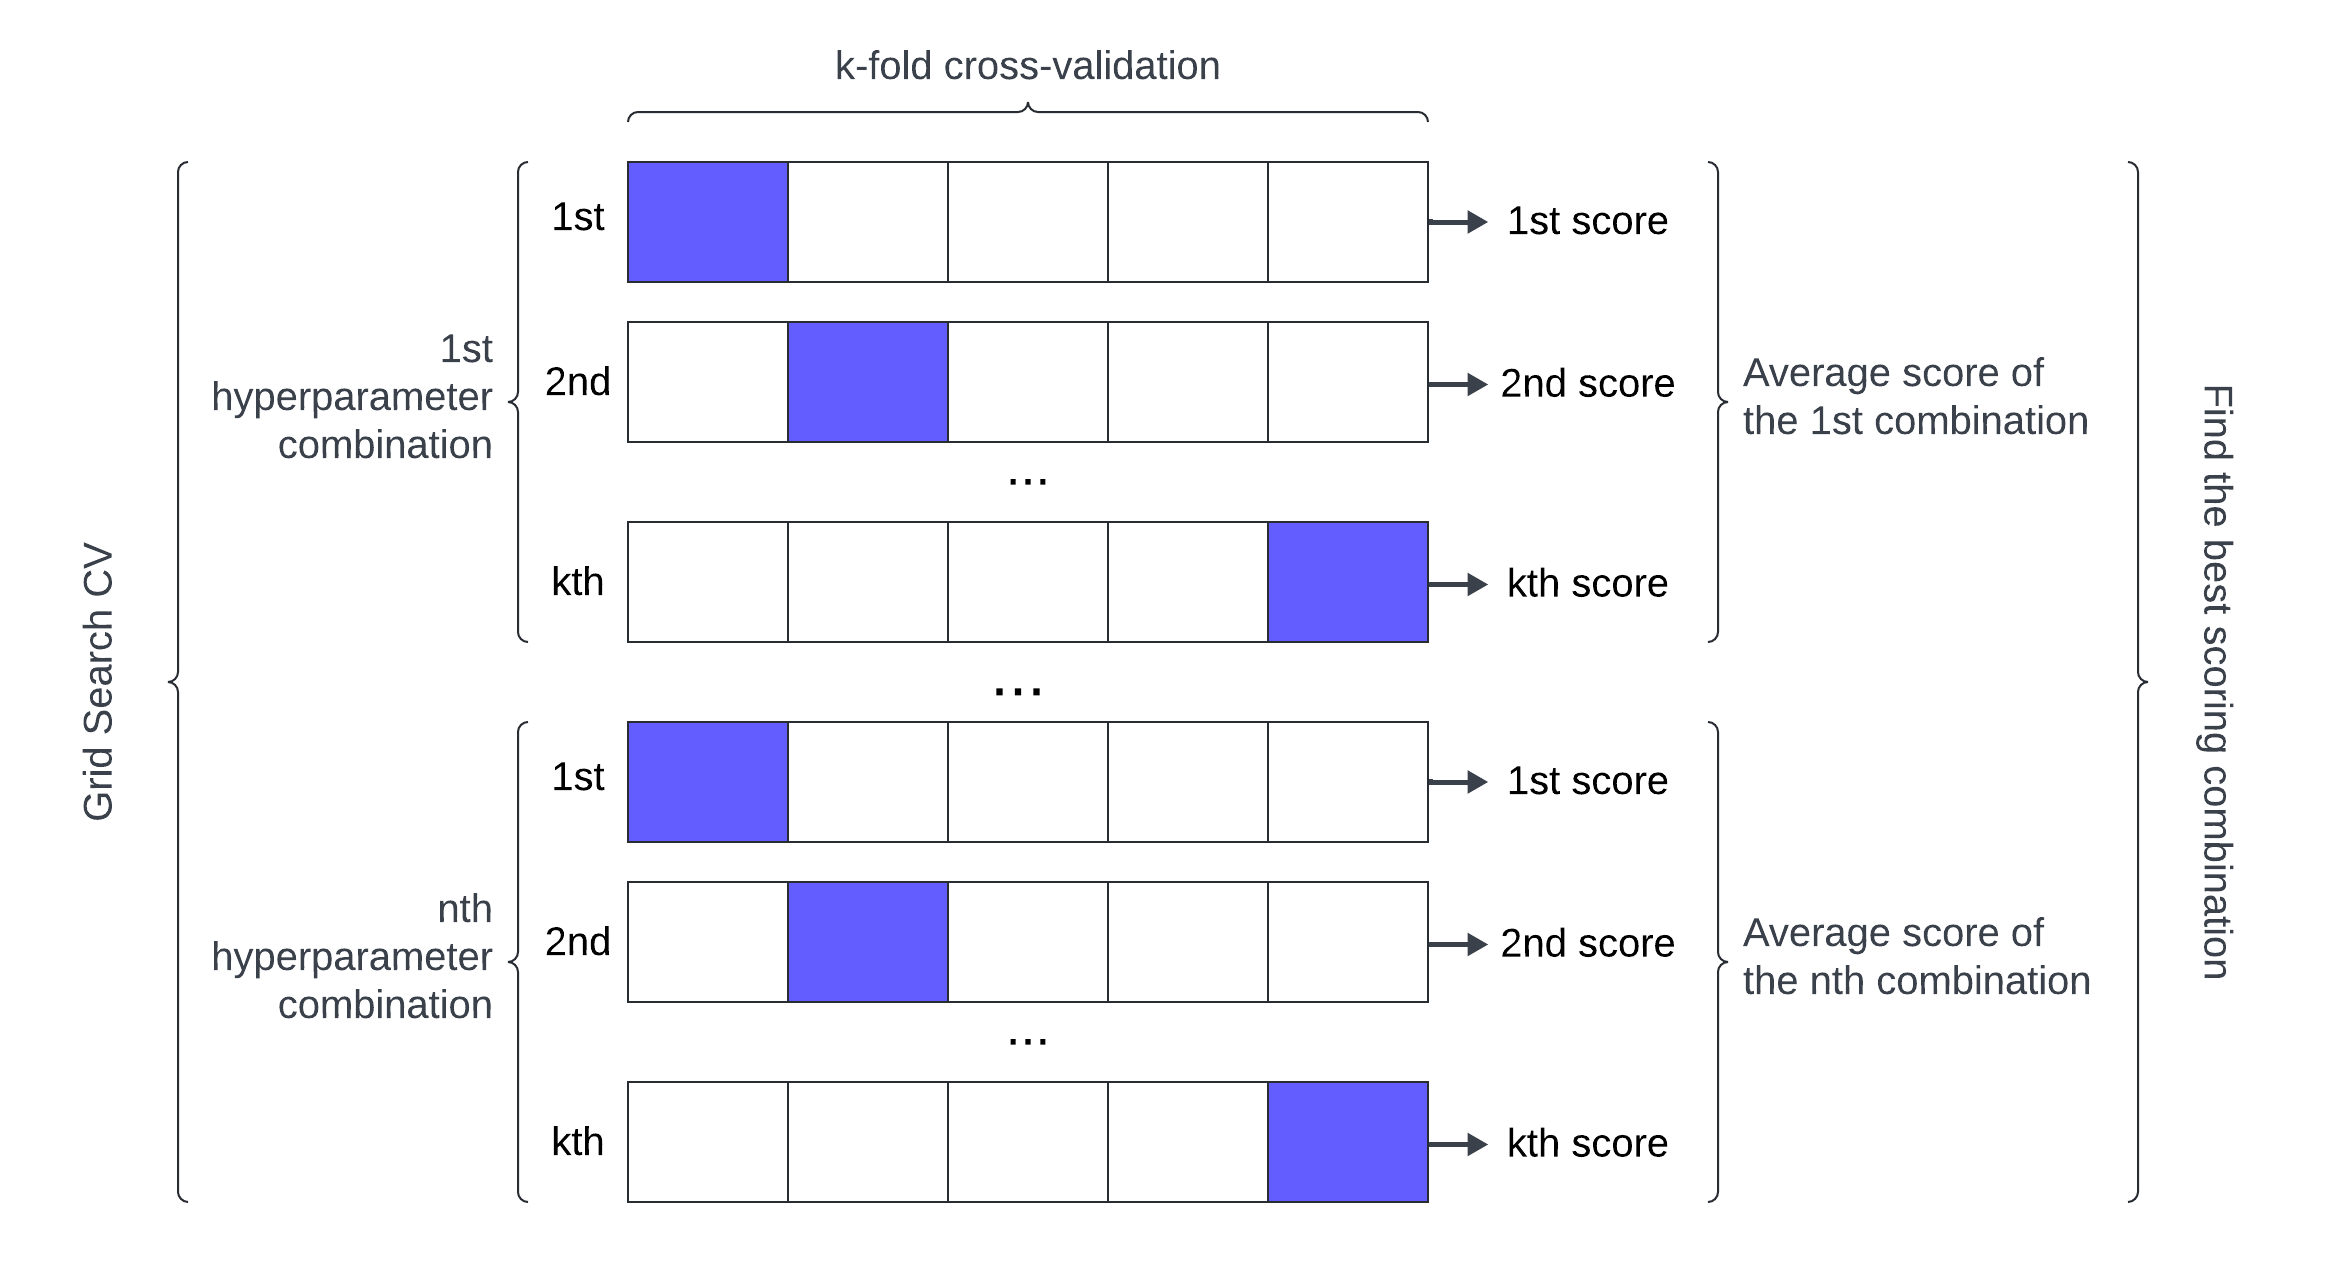 k-fold cross-validation
Grid Search CV
1st
hyperparameter
combination
1st
1st score
2nd
2nd score
...
kth
kth score
Average score of
the 1st combination
...
nth
hyperparameter
combination
1st
1st score
2nd
2nd score
...
kth
kth score
Average score of
the nth combination
Find the best scoring combination